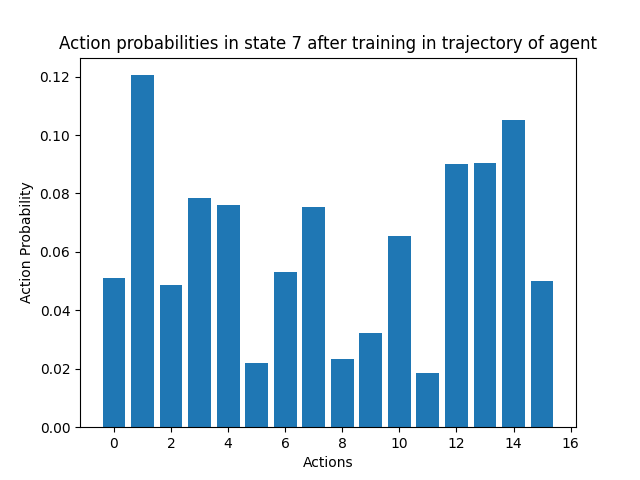 Action probabilities in state 7 after training in trajectory of agent
0.12
0.10
0.08
0.06
0.04
0.02
0.00
Action Probability
0 2 4 6 8 10 12 14 16
Actions